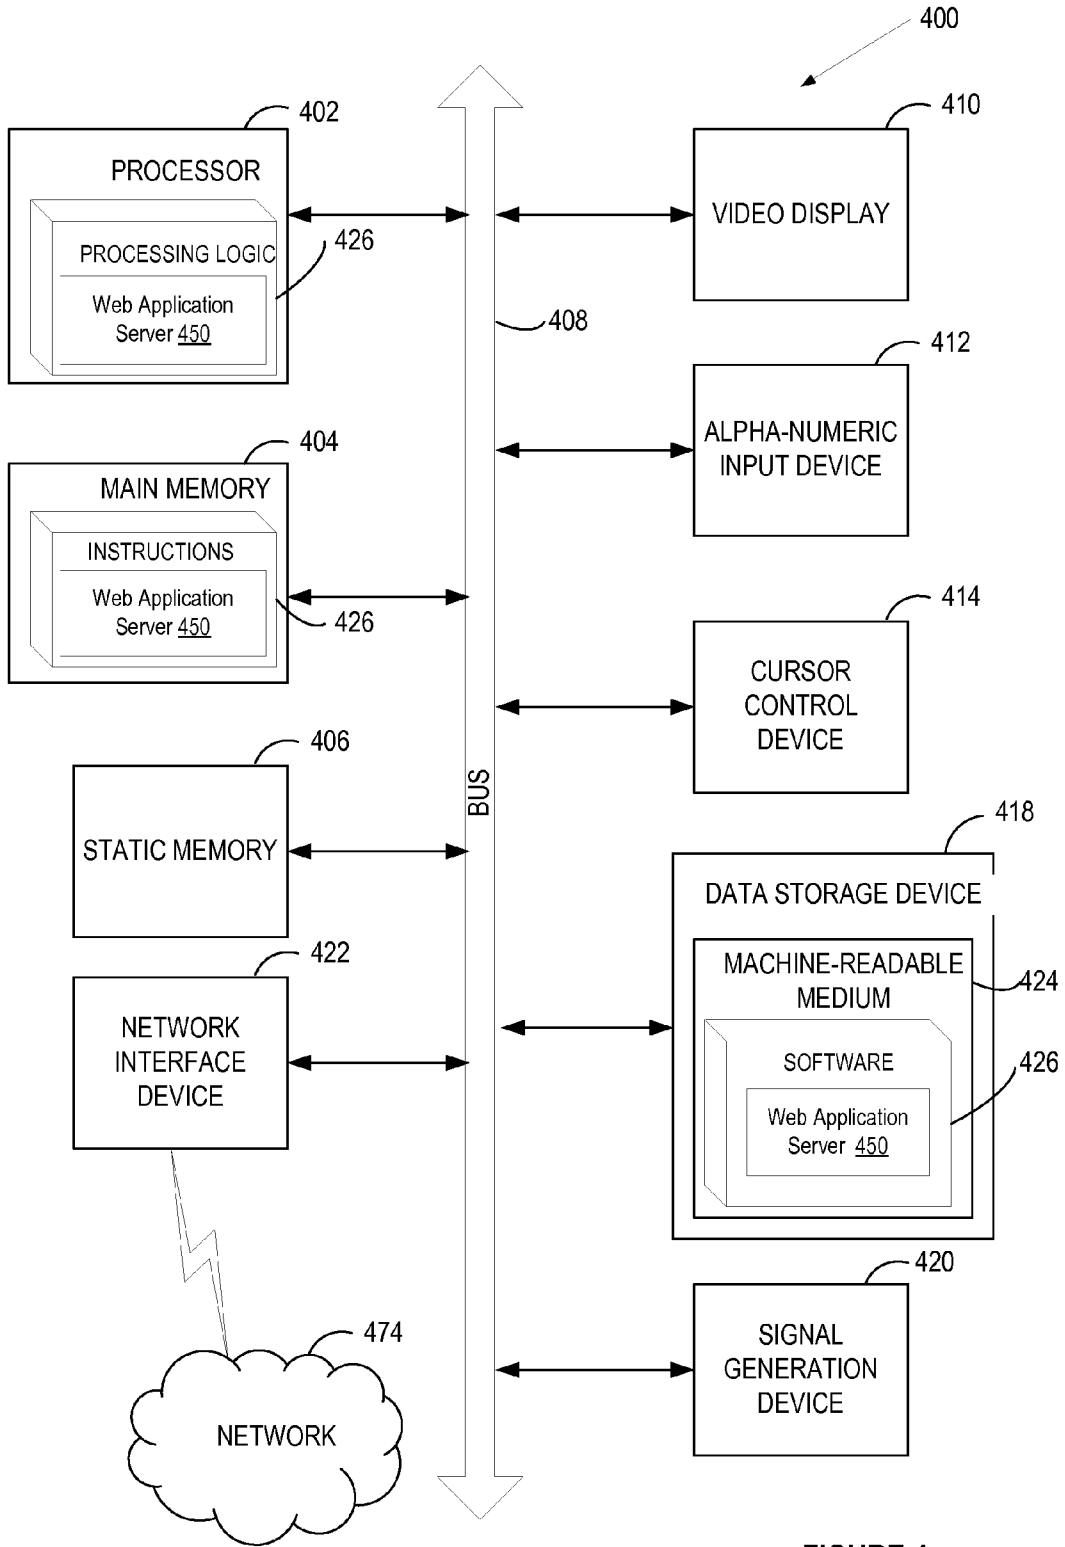 400
402
PROCESSOR
PROCESSING LOGIC
426
Web Application
Server 450
404
MAIN MEMORY
INSTRUCTIONS
Web Application
Server 450
426
406
STATIC MEMORY
422
NETWORK
INTERFACE
DEVICE
474
NETWORK
BUS
408
410
VIDEO DISPLAY
412
ALPHA-NUMERIC
INPUT DEVICE
414
CURSOR
CONTROL
DEVICE
418
DATA STORAGE DEVICE
MACHINE-READABLE
MEDIUM
424
SOFTWARE
426
Web Application
Server 450
420
SIGNAL
GENERATION
DEVICE